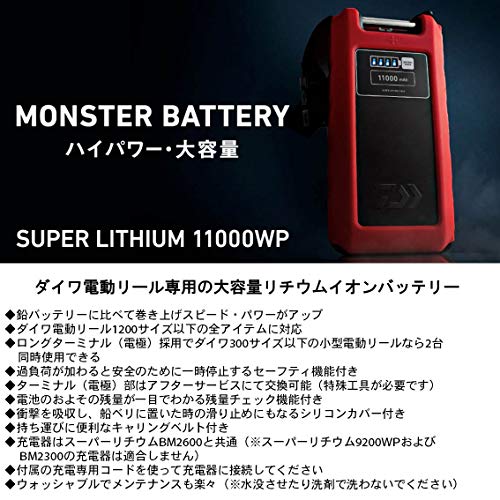 11000 mAh
MONSTER BATTERY
ハイパワー・大容量
SUPER LITHIUM 11000WP
ダイワ電動リール専用の大容量リチウムイオンバッテリー
◆鉛バッテリーに比べて巻き上げスピード・パワーがアップ
◆ダイワ電動リール1200サイズ以下の全アイテムに対応
◆ロングターミナル（電極）採用でダイワ300サイズ以下の小型電動リールなら2台
同時使用できる
◆過負荷が加わると安全のために一時停止するセーフティ機能付き
◆ターミナル（電極）部はアフターサービスにて交換可能（特殊工具が必要です）
◆電池のおおよその残量が一目でわかる残量チェック機能付き
◆衝撃を吸収し、船ベリに置いた時の滑り止めにもなるシリコンカバー付き
◆持ち運びに便利なキャリングベルト付き
◆充電器はスーパーリチウムBM2600と共通（※スーパーリチウム9200WPおよび
BM2300の充電器は適合しません）
◆付属の充電専用コードを使って充電器に接続してください
◆ウォッシャブルでメンテナンスも楽々（※水没させたり洗剤で洗わないでください）